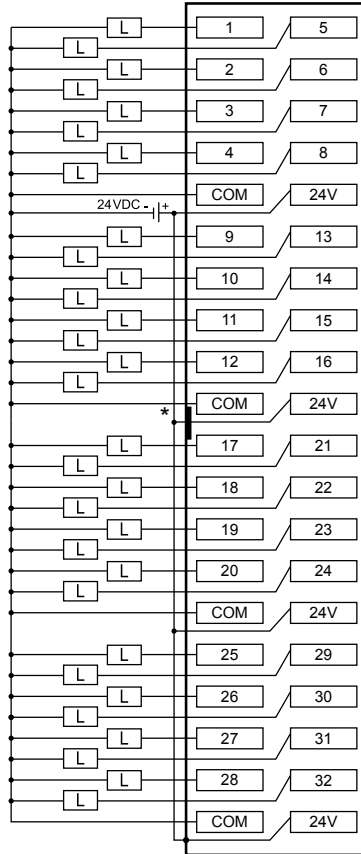 L 1 5
L
L 2 6
L
L 3 7
L
L 4 8
L
COM 24V
24VDC - +
L 9 13
L
L 10 14
L
L 11 15
L
L 12 16
L
COM 24V
*
L 17 21
L
L 18 22
L
L 19 23
L
L 20 24
L
COM 24V
L 25 29
L
L 26 30
L
L 27 31
L
L 28 32
L
COM 24V